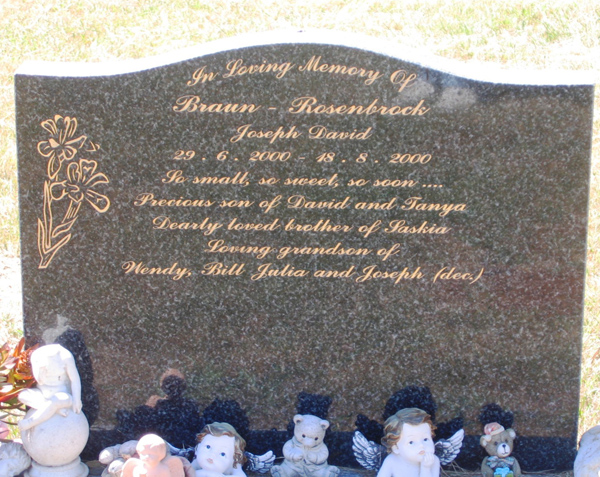 In Loving Memory Of
Braun - Rosenbrock
Joseph David
29 . 6 . 2000 - 18 . 8 . 2000
So small, so sweet, so soon ....
Precious son of David and Tanya
Dearly loved brother of Saskia
Loving grandson of
Wendy, Bill Julia and Joseph (dec.)